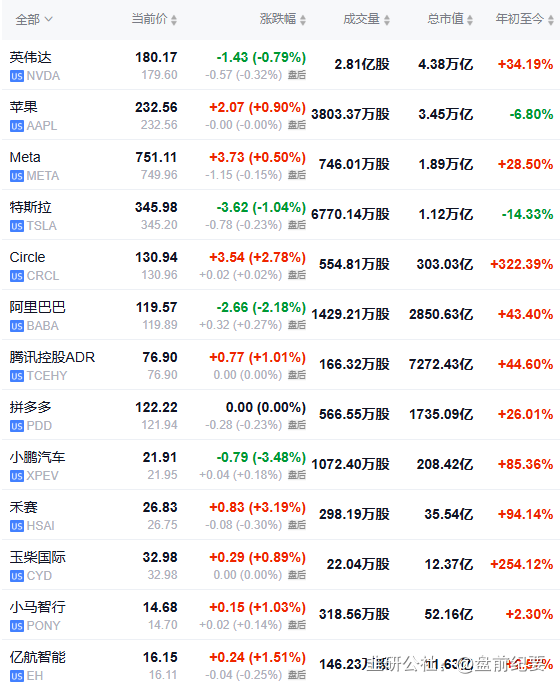 全部 当前价 涨跌幅 成交量 总市值 年初至今
英伟达 180.17 -1.43 (-0.79%) 2.81亿股 4.38万亿 +34.19%
US NVDA 179.60 -0.57 (-0.32%) 盘后
苹果 232.56 +2.07 (+0.90%) 3803.37万股 3.45万亿 -6.80%
US AAPL 232.56 -0.00 (-0.00%) 盘后
Meta 751.11 +3.73 (+0.50%) 746.01万股 1.89万亿 +28.50%
US META 749.96 -1.15 (-0.15%) 盘后
特斯拉 345.98 -3.62 (-1.04%) 6770.14万股 1.12万亿 -14.33%
US TSLA 345.20 -0.78 (-0.23%) 盘后
Circle 130.94 +3.54 (+2.78%) 554.81万股 303.03亿 +322.39%
US CRCL 130.96 +0.02 (+0.02%) 盘后
阿里巴巴 119.57 -2.66 (-2.18%) 1429.21万股 2850.63亿 +43.40%
US BABA 119.89 +0.32 (+0.27%) 盘后
腾讯控股ADR 76.90 +0.77 (+1.01%) 166.32万股 7272.43亿 +44.60%
US TCEHY 76.90 0.00 (0.00%) 盘后
拼多多 122.22 0.00 (0.00%) 566.55万股 1735.09亿 +26.01%
US PDD 121.94 -0.28 (-0.23%) 盘后
小鹏汽车 21.91 -0.79 (-3.48%) 1072.40万股 208.42亿 +85.36%
US XPEV 21.95 +0.04 (+0.18%) 盘后
禾赛 26.83 +0.83 (+3.19%) 298.19万股 35.54亿 +94.14%
US HSAI 26.75 -0.08 (-0.30%) 盘后
玉柴国际 32.98 +0.29 (+0.89%) 22.04万股 12.37亿 +254.12%
US CYD 32.98 0.00 (0.00%) 盘后
小马智行 14.68 +0.15 (+1.03%) 318.56万股 52.16亿 +2.30%
US PONY 14.70 +0.02 (+0.14%) 盘后
亿航智能 16.15 +0.24 (+1.51%) 146.23万股 11.63亿
US EH 16.11 -0.04 (-0.25%) 盘后
韭研公社，@盘前纪要